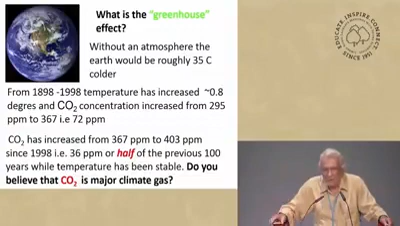 What is the "greenhouse"
effect?
Without an atmosphere the
earth would be roughly 35 C
colder
From 1898 -1998 temperature has increased ~0.8
degres and CO₂ concentration increased from 295
ppm to 367 i.e 72 ppm
CO₂ has increased from 367 ppm to 403 ppm
since 1998 i.e. 36 ppm or half of the previous 100
years while temperature has been stable. Do you
believe that CO₂ is major climate gas?
EDUCATE. INSPIRE. CONNECT.
SINCE 1951